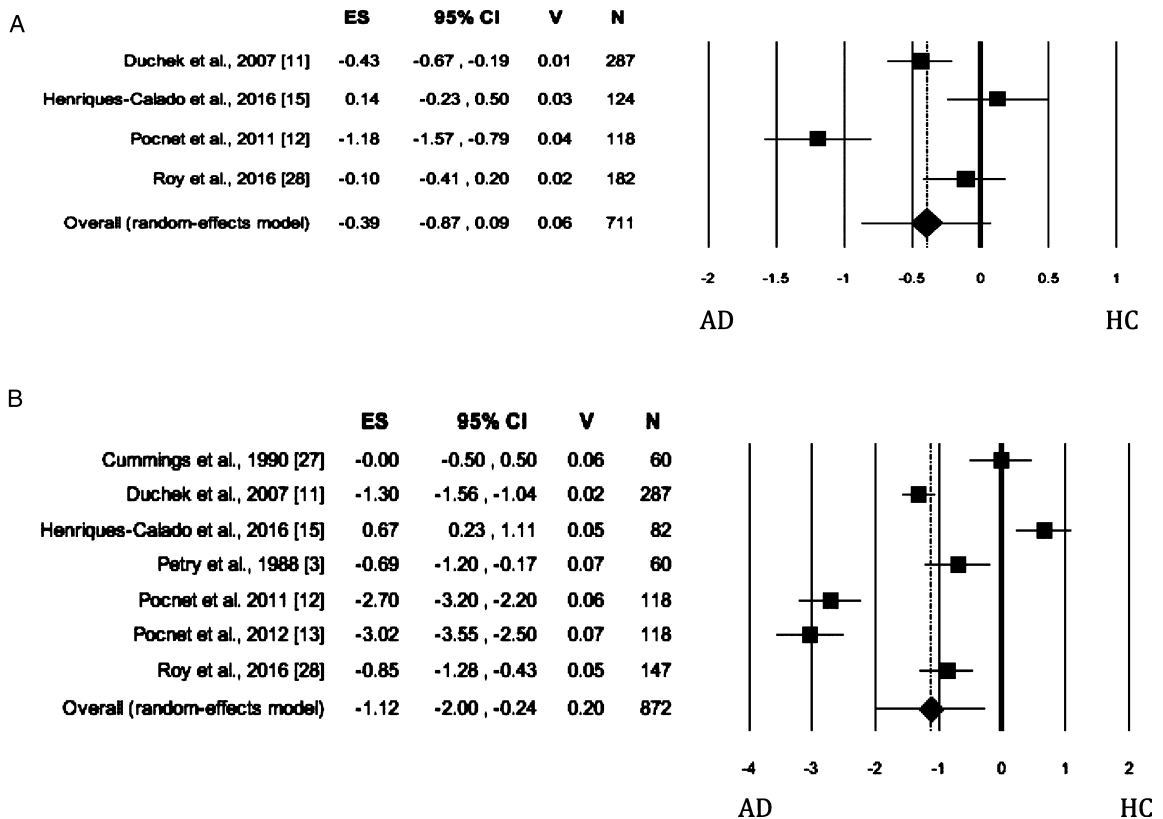 A
ES 95% CI V N
Duchek et al., 2007 [11] -0.43 -0.67 , -0.19 0.01 287
Henriques-Calado et al., 2016 [15] 0.14 -0.23 , 0.50 0.03 124
Pocnet et al., 2011 [12] -1.18 -1.57 , -0.79 0.04 118
Roy et al., 2016 [28] -0.10 -0.41 , 0.20 0.02 182
Overall (random-effects model) -0.39 -0.87 , 0.09 0.06 711
-2 -1.5 -1 -0.5 0 0.5 1
AD HC
B
ES 95% CI V N
Cummings et al., 1990 [27] -0.00 -0.50 , 0.50 0.06 60
Duchek et al., 2007 [11] -1.30 -1.56 , -1.04 0.02 287
Henriques-Calado et al., 2016 [15] 0.67 0.23 , 1.11 0.05 82
Petry et al., 1988 [3] -0.69 -1.20 , -0.17 0.07 60
Pocnet et al. 2011 [12] -2.70 -3.20 , -2.20 0.06 118
Pocnet et al., 2012 [13] -3.02 -3.55 , -2.50 0.07 118
Roy et al., 2016 [28] -0.85 -1.28 , -0.43 0.05 147
Overall (random-effects model) -1.12 -2.00 , -0.24 0.20 872
-4 -3 -2 -1 0 1 2
AD HC